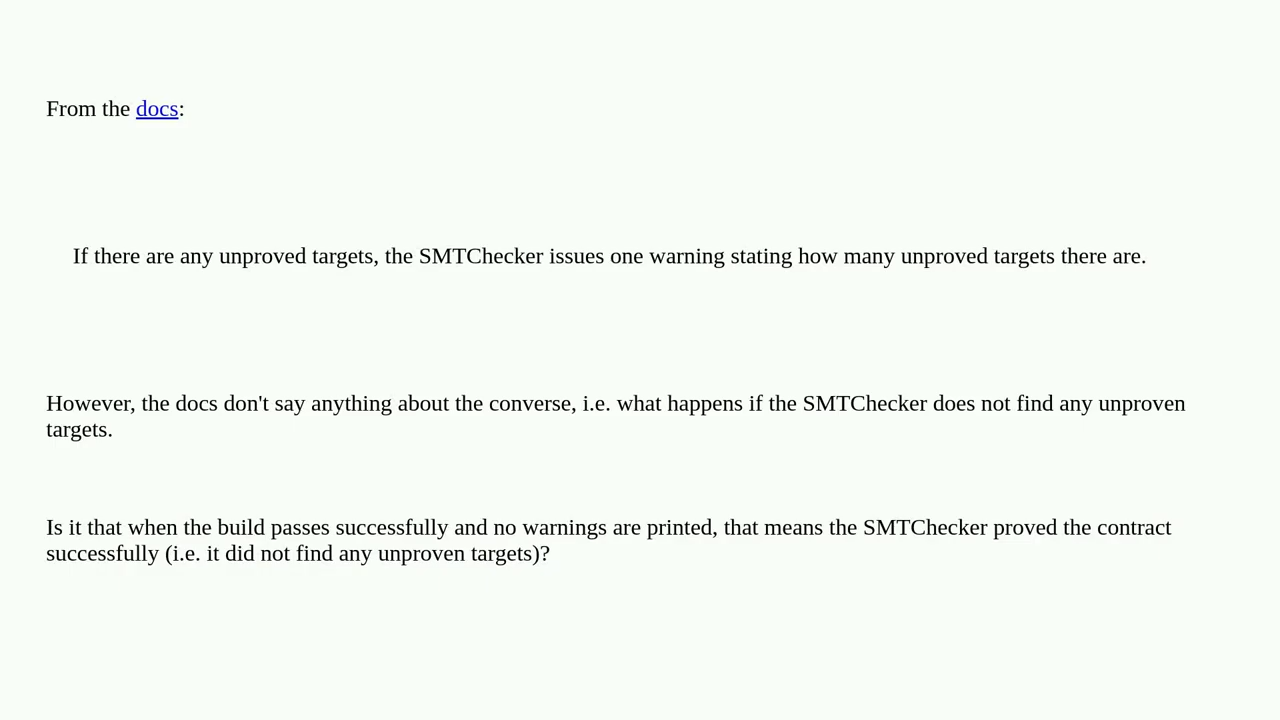 From the docs:
If there are any unproved targets, the SMTChecker issues one warning stating how many unproved targets there are.
However, the docs don't say anything about the converse, i.e. what happens if the SMTChecker does not find any unproven
targets.
Is it that when the build passes successfully and no warnings are printed, that means the SMTChecker proved the contract
successfully (i.e. it did not find any unproven targets)?